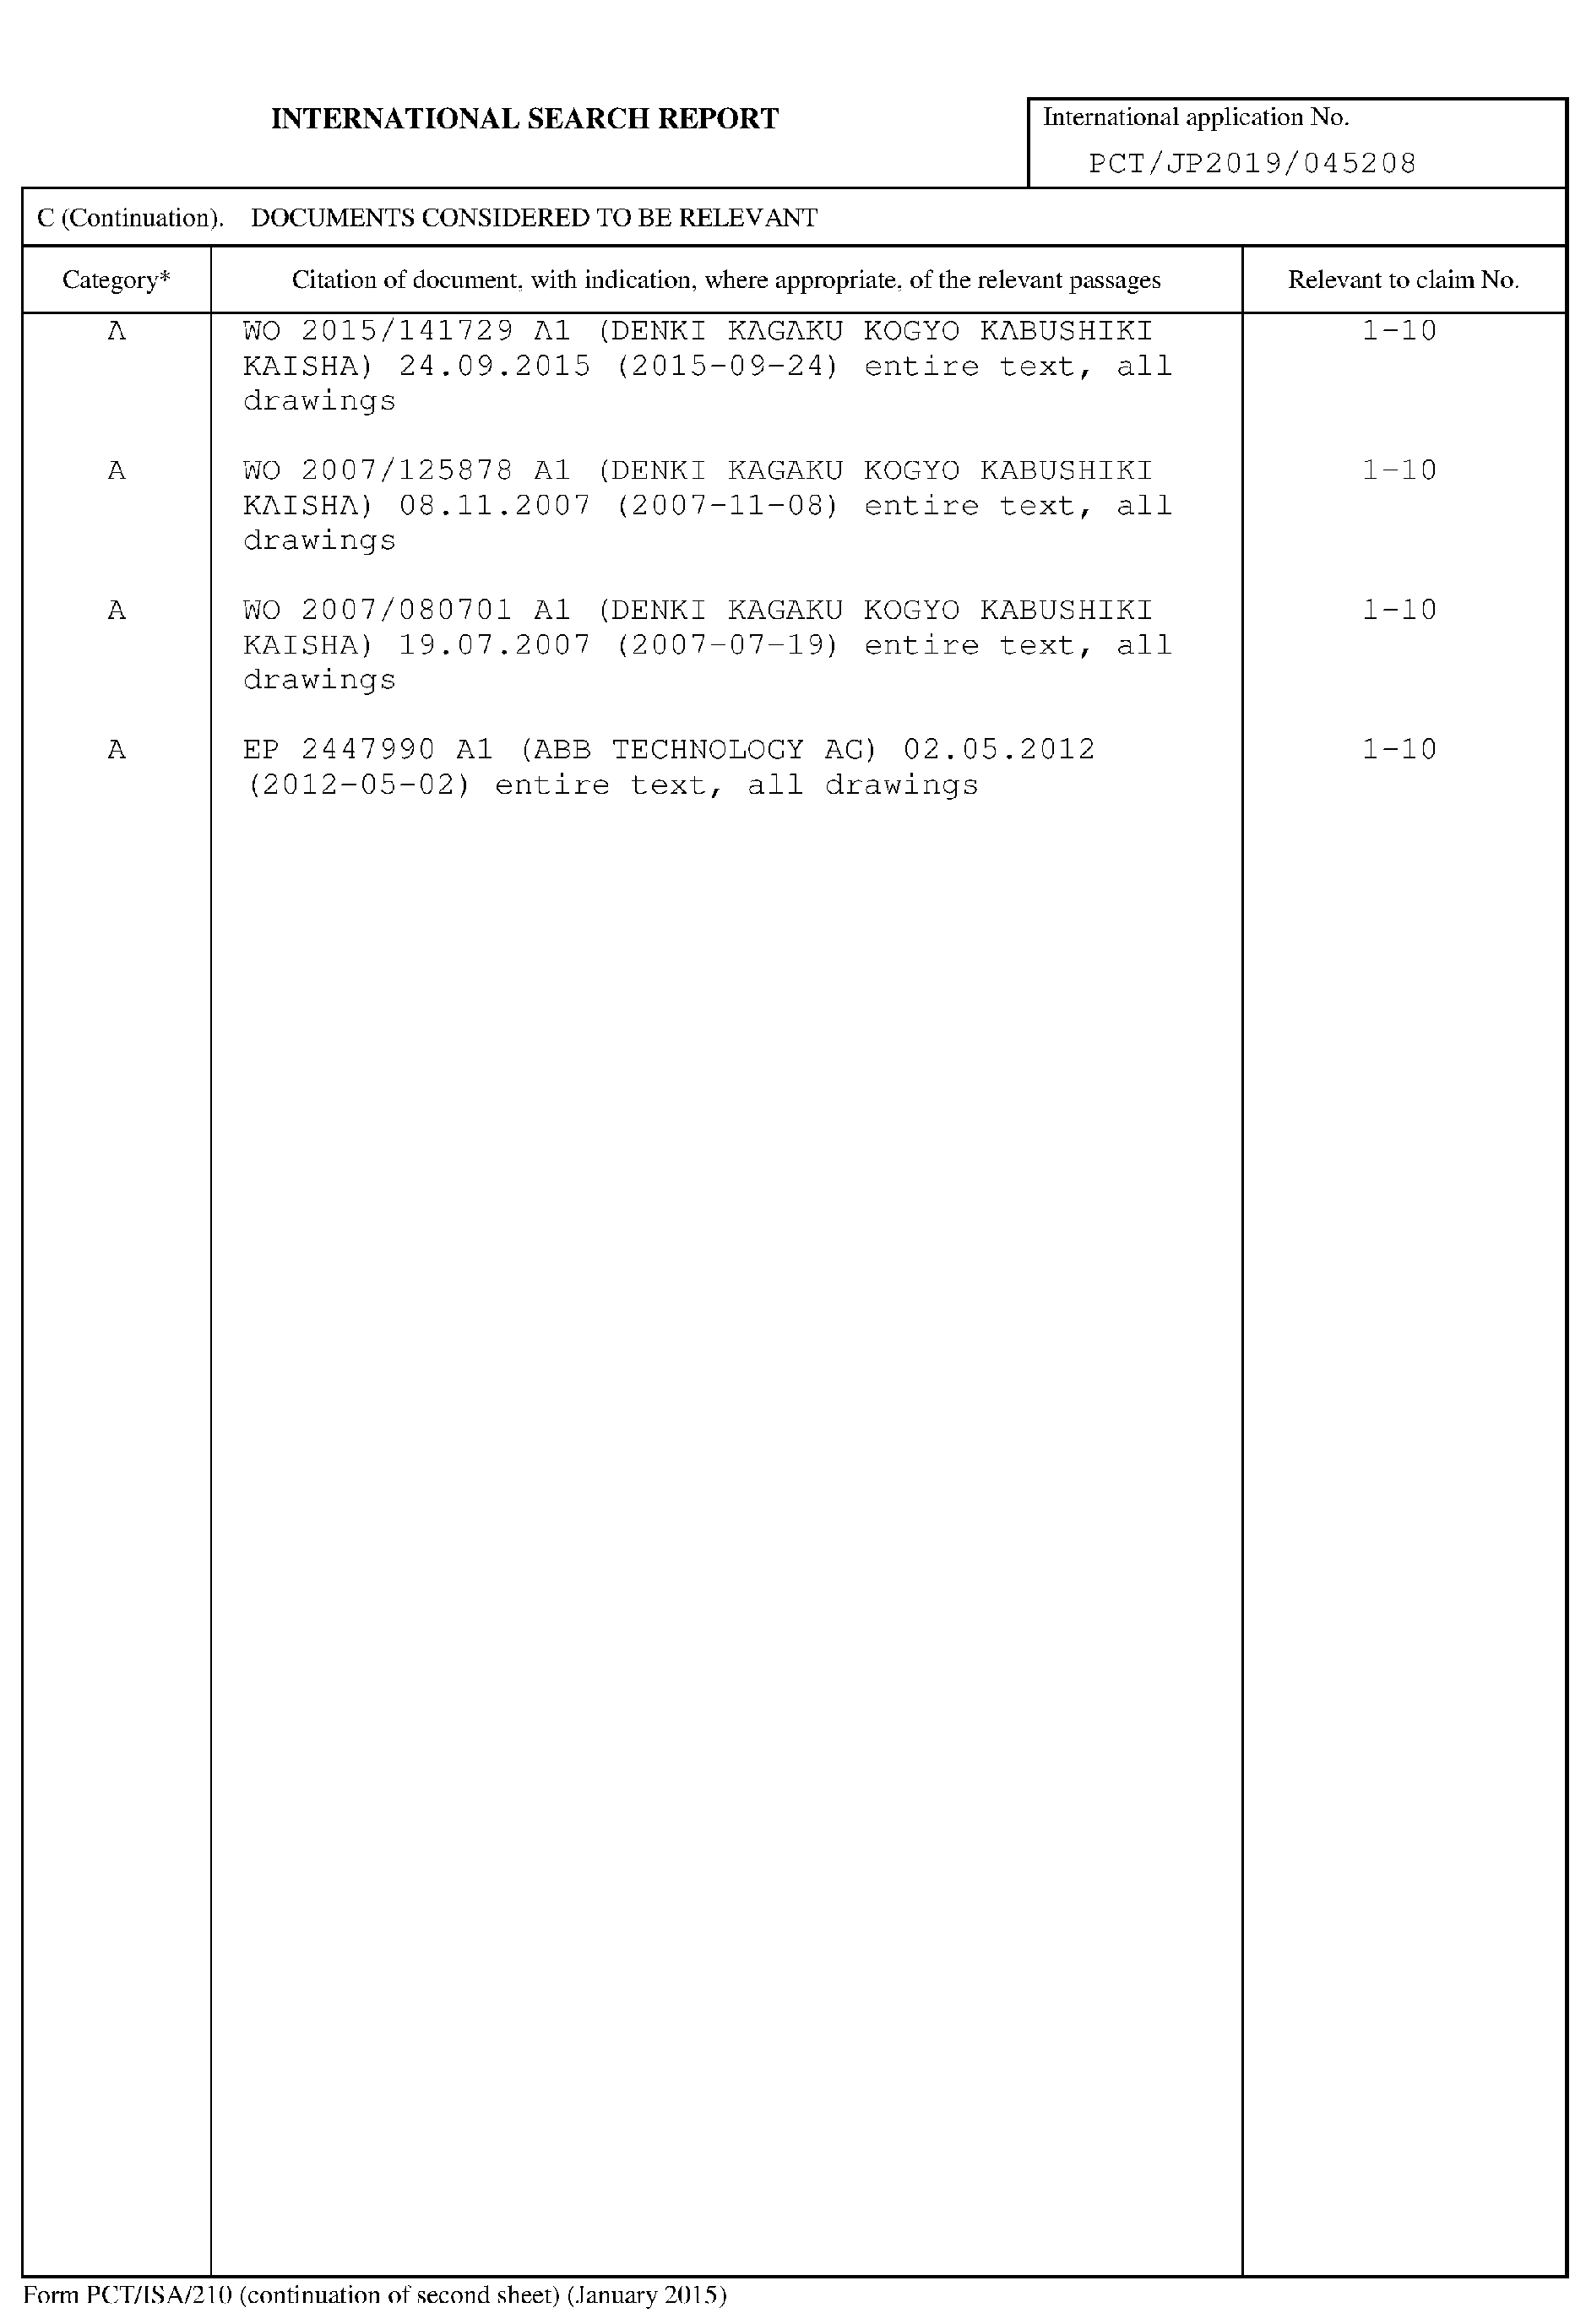 INTERNATIONAL SEARCH REPORT
International application No.
PCT/JP2019/045208
C (Continuation). DOCUMENTS CONSIDERED TO BE RELEVANT
Category* Citation of document, with indication, where appropriate, of the relevant passages Relevant to claim No.
A WO 2015/141729 A1 (DENKI KAGAKU KOGYO KABUSHIKI 1-10
KAISHA) 24.09.2015 (2015-09-24) entire text, all
drawings
A WO 2007/125878 A1 (DENKI KAGAKU KOGYO KABUSHIKI 1-10
KAISHA) 08.11.2007 (2007-11-08) entire text, all
drawings
A WO 2007/080701 A1 (DENKI KAGAKU KOGYO KABUSHIKI 1-10
KAISHA) 19.07.2007 (2007-07-19) entire text, all
drawings
A EP 2447990 A1 (ABB TECHNOLOGY AG) 02.05.2012 1-10
(2012-05-02) entire text, all drawings
Form PCT/ISA/210 (continuation of second sheet) (January 2015)